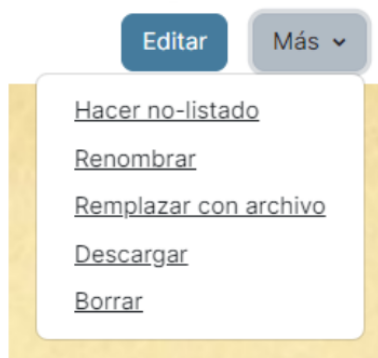 Editar Más
Hacer no-listado
Renombrar
Remplazar con archivo
Descargar
Borrar